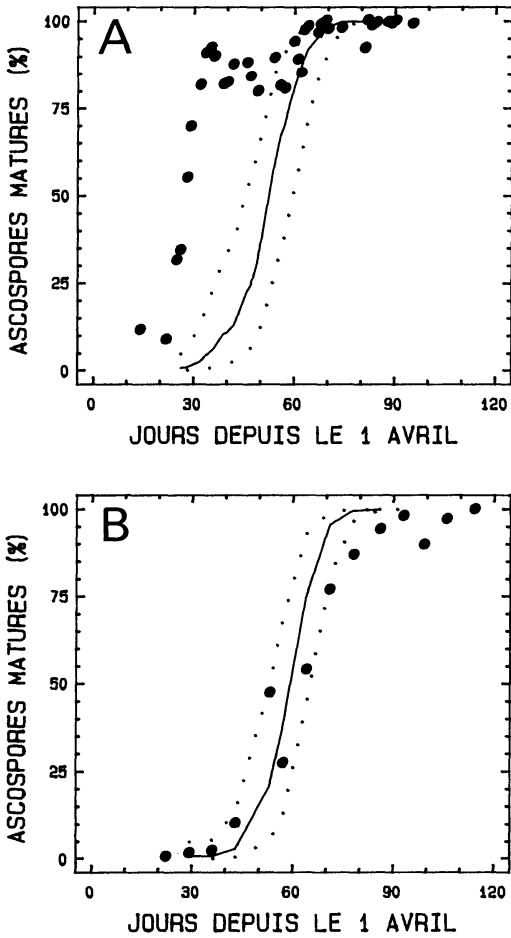 A
100
75
50
25
0
ASCOSPORES MATURES (%)
0 30 60 90 120
JOURS DEPUIS LE 1 AVRIL
B
100
75
50
25
0
ASCOSPORES MATURES (%)
0 30 60 90 120
JOURS DEPUIS LE 1 AVRIL